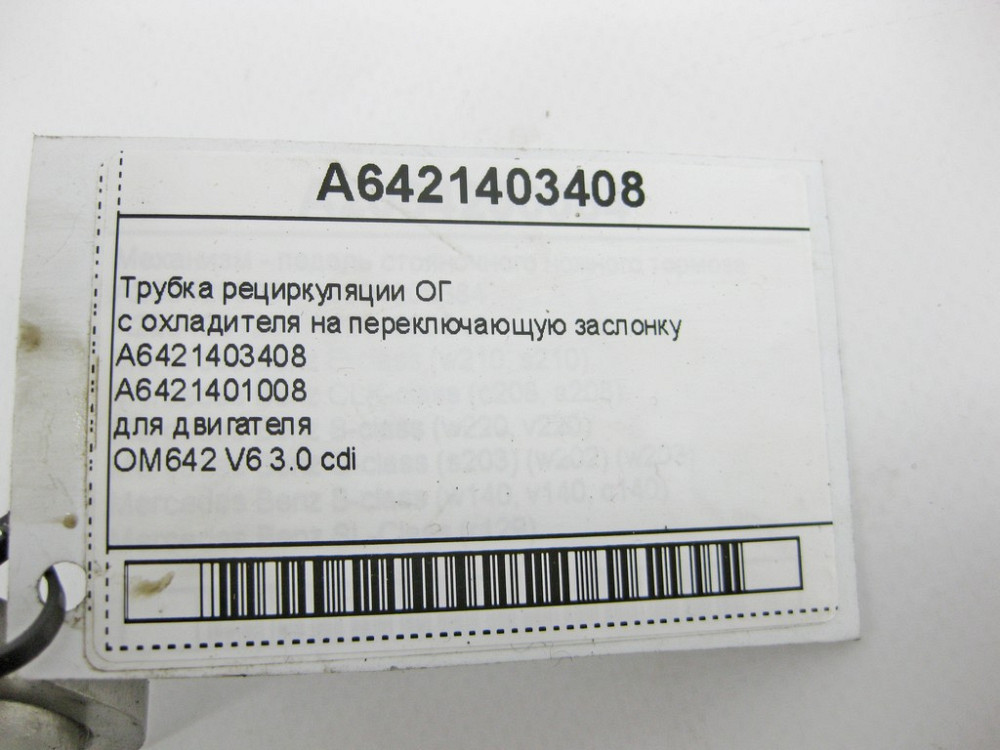 A6421403408
Трубка рециркуляции ОГ
с охладителя на переключающую заслонку
A6421403408
A6421401008
для двигателя
OM642 V6 3.0 cdi